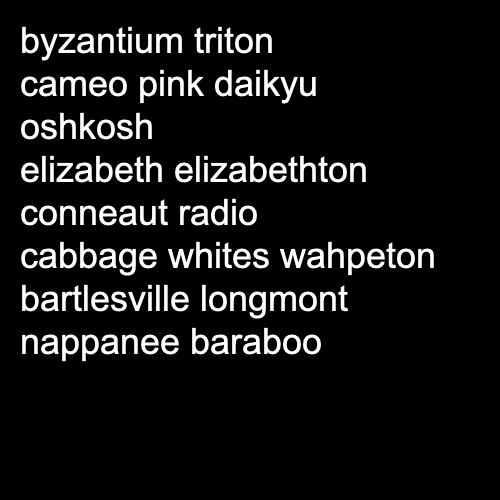 byzantium triton
cameo pink daikyu
oshkosh
elizabeth elizabethton
conneaut radio
cabbage whites wahpeton
bartlesville longmont
nappanee baraboo